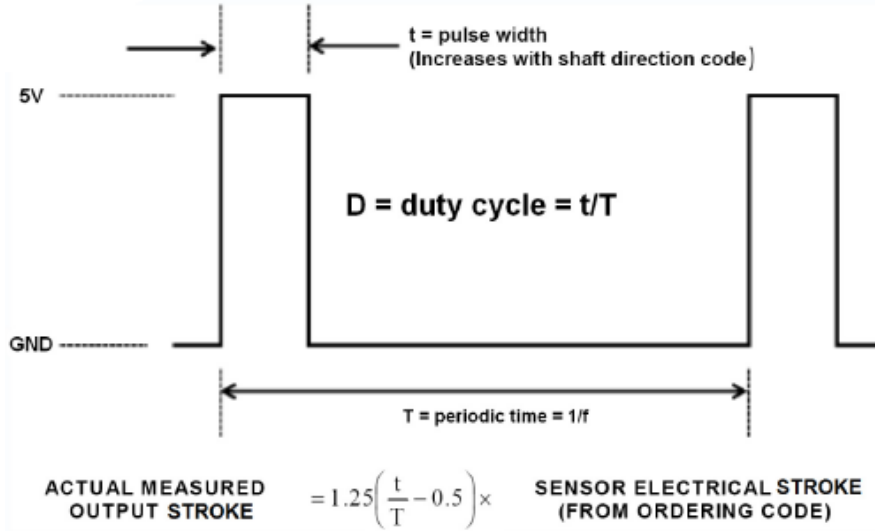 t = pulse width
(Increases with shaft direction code)
5V
D = duty cycle = t/T
GND
T = periodic time = 1/f
ACTUAL MEASURED
OUTPUT STROKE
= 1.25(t/T − 0.5) ×
SENSOR ELECTRICAL STROKE
(FROM ORDERING CODE)